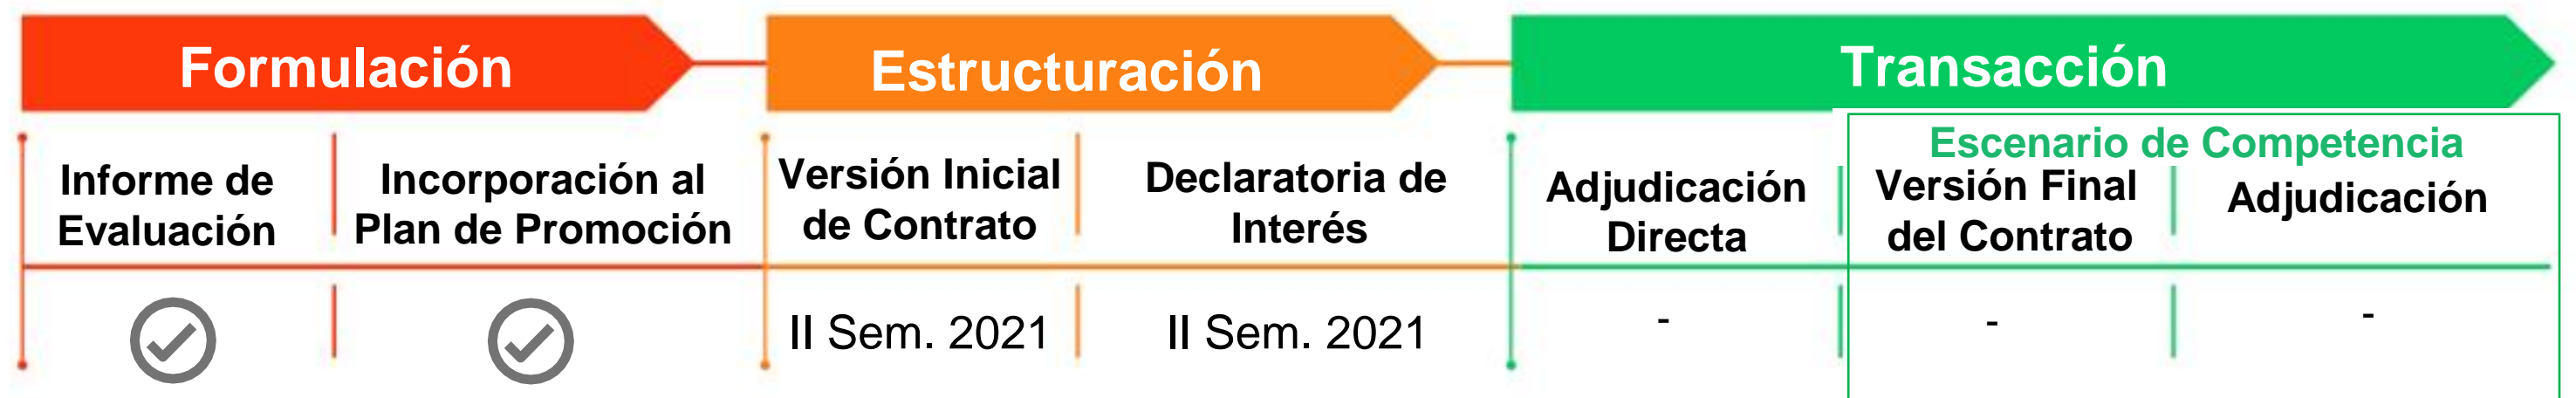 Formulación
Estructuración
Transacción
Escenario de Competencia
Informe de
Evaluación
Incorporación al
Plan de Promoción
Versión Inicial
de Contrato
Declaratoria de
Interés
Adjudicación
Directa
Versión Final
del Contrato
Adjudicación
II Sem. 2021
II Sem. 2021
-
-
-